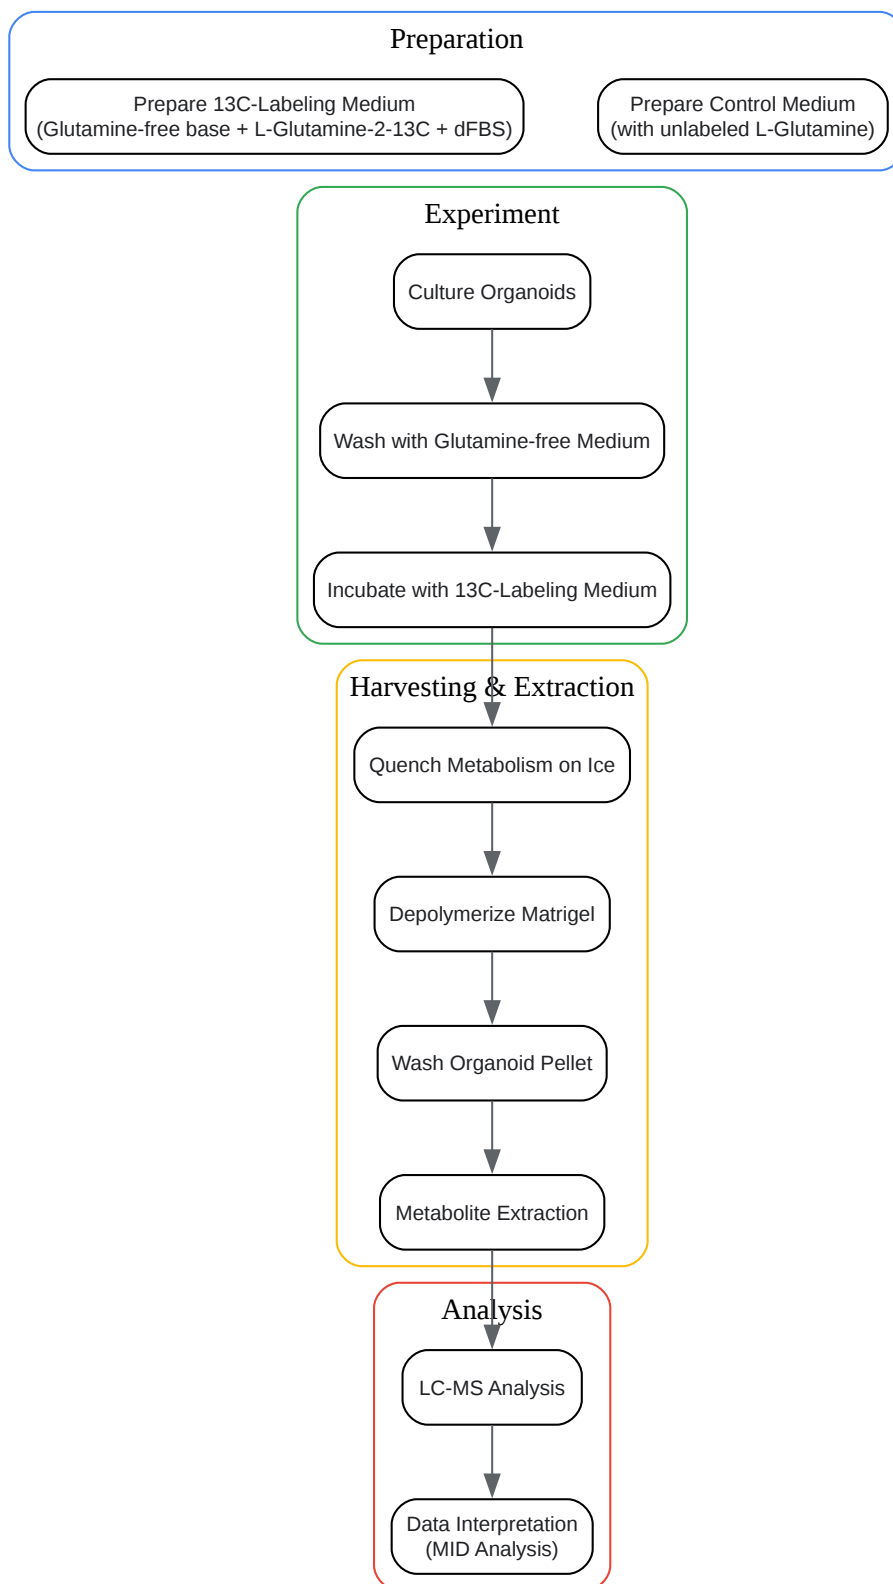 Preparation
Prepare 13C-Labeling Medium
(Glutamine-free base + L-Glutamine-2-13C + dFBS)
Prepare Control Medium
(with unlabeled L-Glutamine)
Experiment
Culture Organoids
Wash with Glutamine-free Medium
Incubate with 13C-Labeling Medium
Harvesting & Extraction
Quench Metabolism on Ice
Depolymerize Matrigel
Wash Organoid Pellet
Metabolite Extraction
Analysis
LC-MS Analysis
Data Interpretation
(MID Analysis)